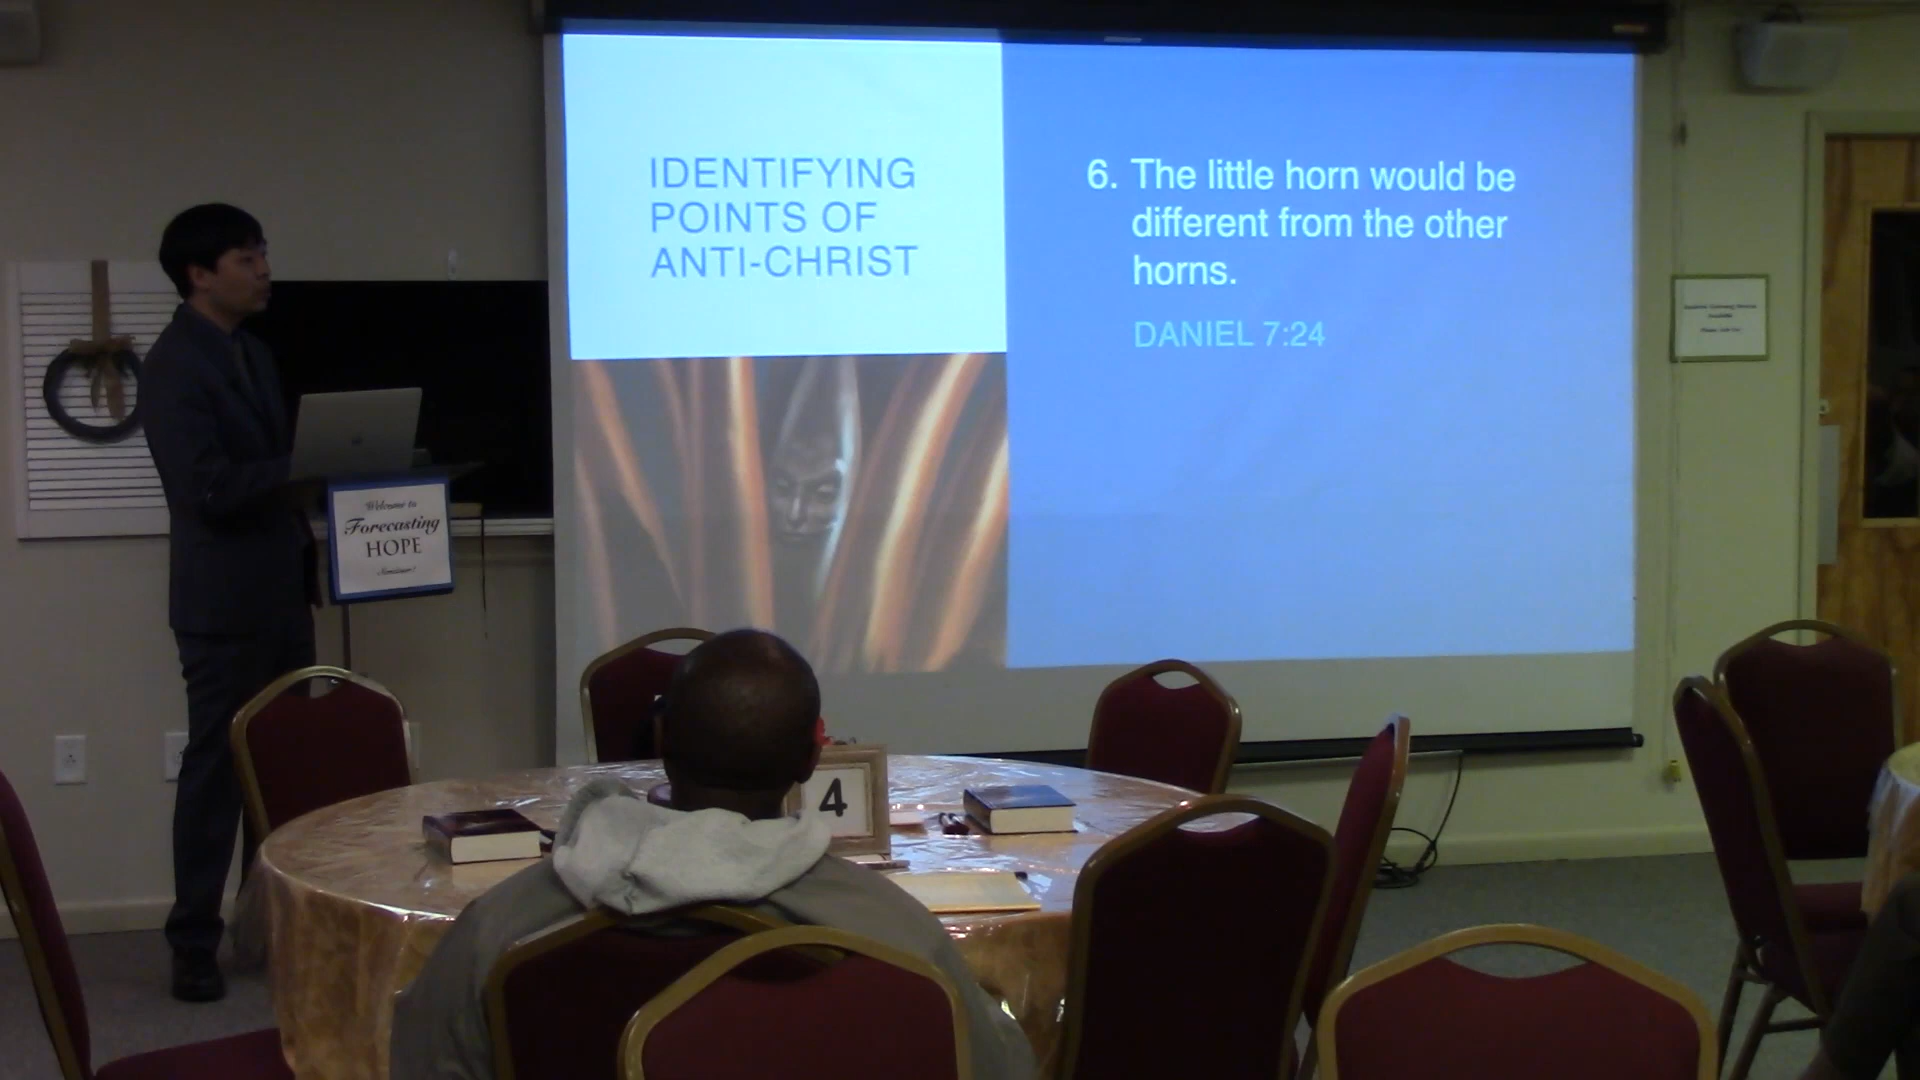 IDENTIFYING
POINTS OF
ANTI-CHRIST
6. The little horn would be
different from the other
horns.
DANIEL 7:24
Welcome to
Forecasting
HOPE
Seminar!
4